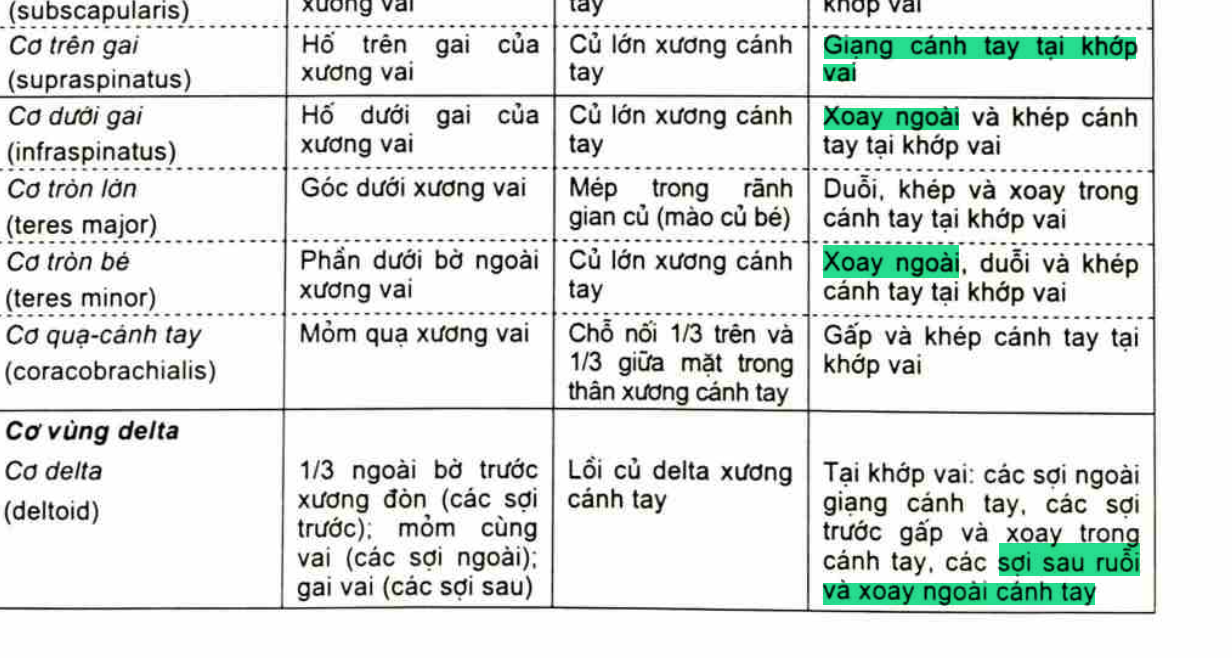 (subscapularis)
xương vai
tay
khớp vai
Cơ trên gai
(supraspinatus)
Hố trên gai của
xương vai
Củ lớn xương cánh
tay
Giạng cánh tay tại khớp
vai
Cơ dưới gai
(infraspinatus)
Hố dưới gai của
xương vai
Củ lớn xương cánh
tay
Xoay ngoài và khép cánh
tay tại khớp vai
Cơ tròn lớn
(teres major)
Góc dưới xương vai
Mép trong rãnh
gian củ (mào củ bé)
Duỗi, khép và xoay trong
cánh tay tại khớp vai
Cơ tròn bé
(teres minor)
Phần dưới bờ ngoài
xương vai
Củ lớn xương cánh
tay
Xoay ngoài, duỗi và khép
cánh tay tại khớp vai
Cơ quạ-cánh tay
(coracobrachialis)
Mỏm quạ xương vai
Chỗ nối 1/3 trên và
1/3 giữa mặt trong
thân xương cánh tay
Gấp và khép cánh tay tại
khớp vai
Cơ vùng delta
Cơ delta
(deltoid)
1/3 ngoài bờ trước
xương đòn (các sợi
trước); mỏm cùng
vai (các sợi ngoài);
gai vai (các sợi sau)
Lồi củ delta xương
cánh tay
Tại khớp vai: các sợi ngoài
giạng cánh tay, các sợi
trước gấp và xoay trong
cánh tay, các sợi sau ruỗi
và xoay ngoài cánh tay